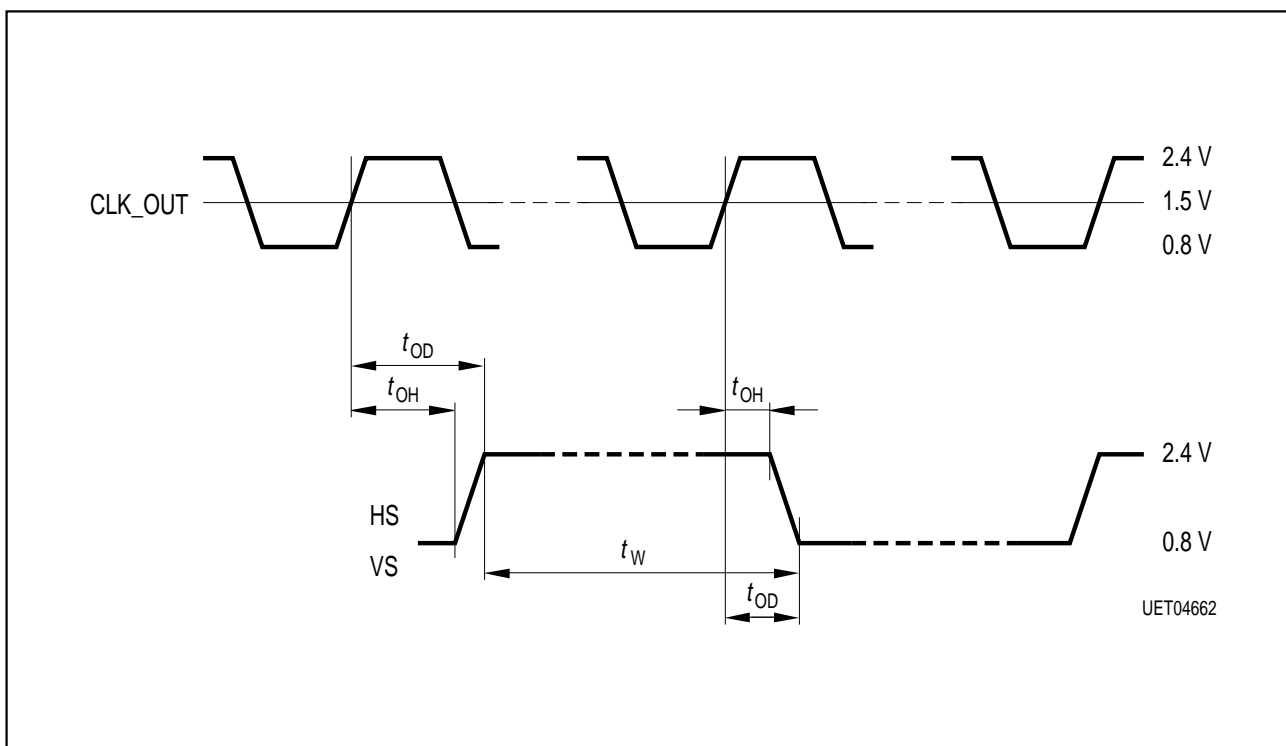 2.4 V
CLK_OUT
1.5 V
0.8 V
tOD
tOH
tOH
2.4 V
HS
VS
tW
0.8 V
tOD
UET04662